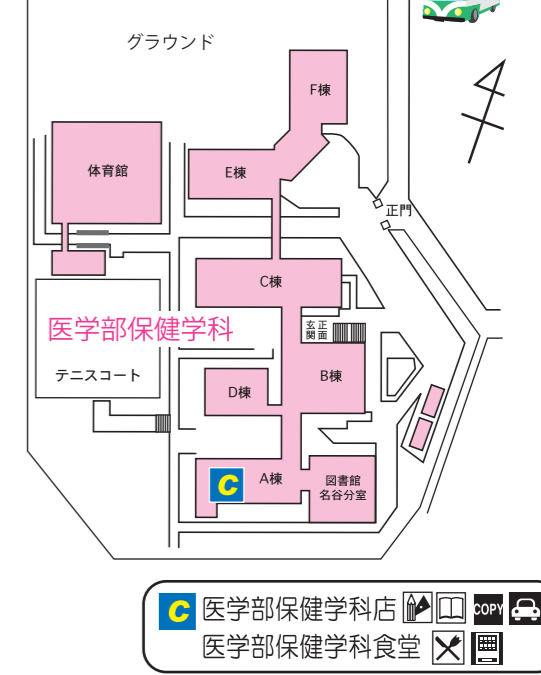 グラウンド
F棟
体育館
E棟
正門
C棟
医学部保健学科
正面
玄関
テニスコート
B棟
D棟
C
A棟
図書館
名谷分室
C 医学部保健学科店 COPY
医学部保健学科食堂